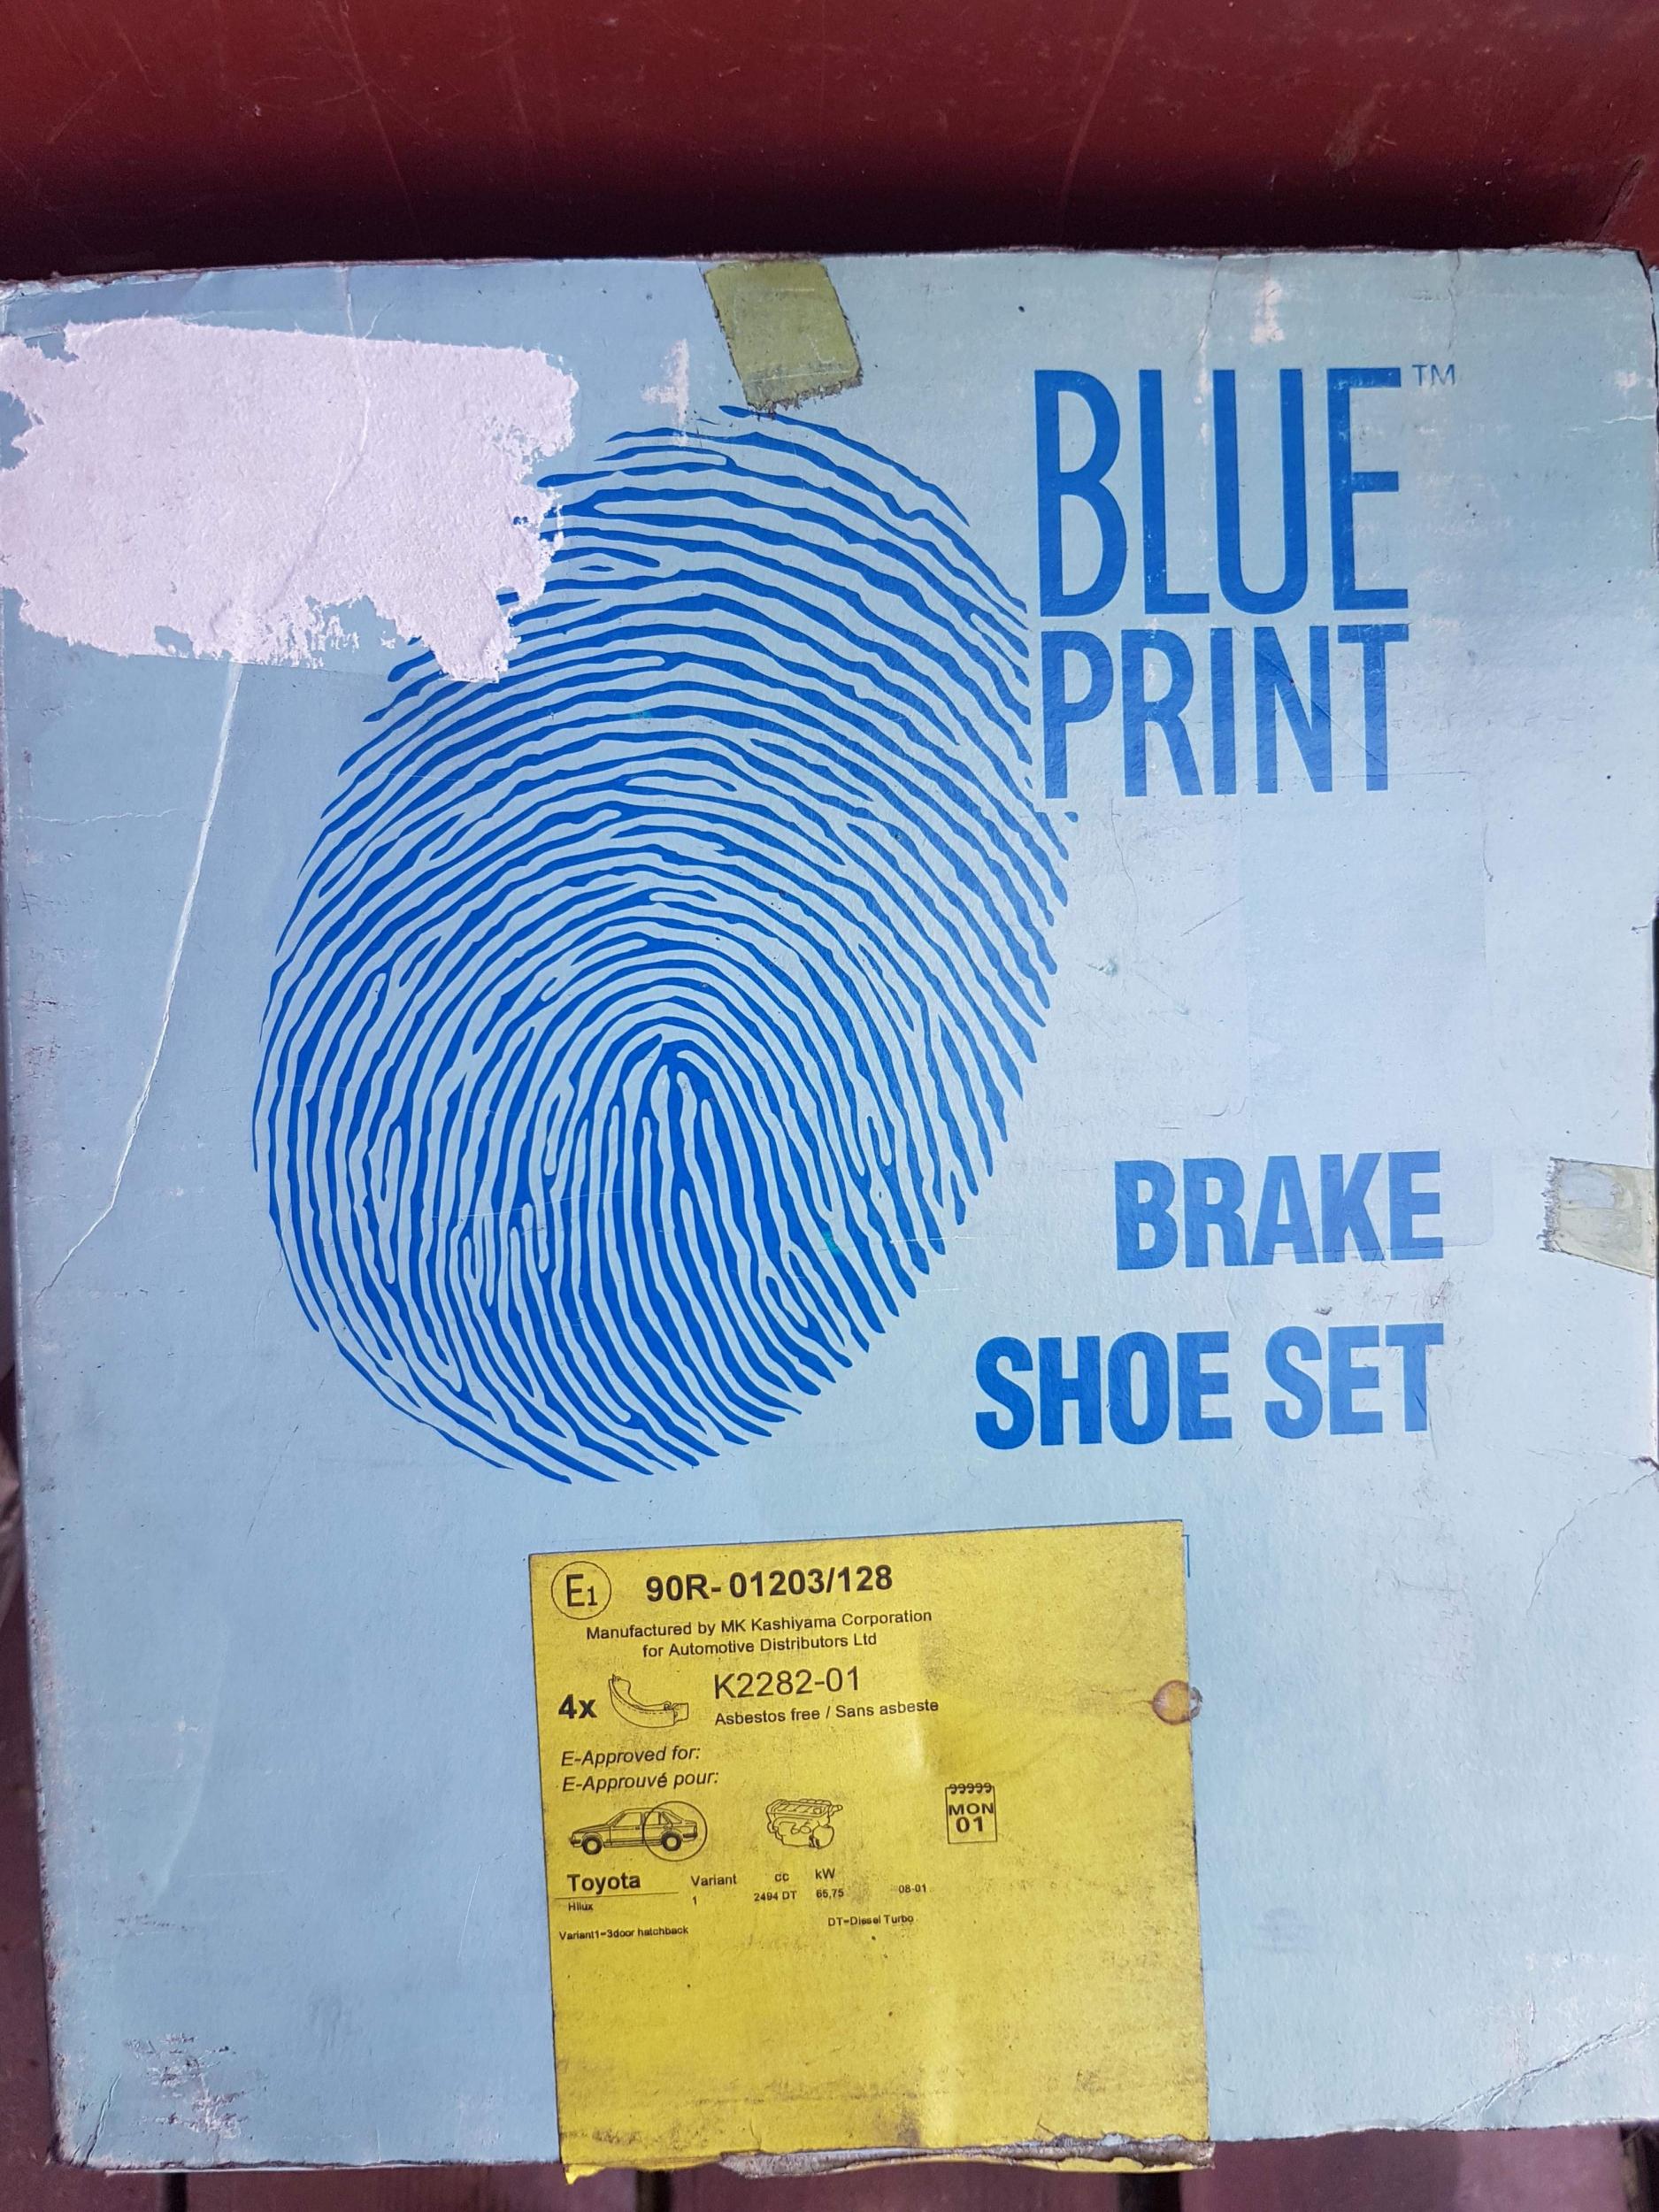 BLUE™
PRINT
BRAKE
SHOE SET
E1 90R-01203/128
Manufactured by MK Kashiyama Corporation
for Automotive Distributors Ltd
4x K2282-01
Asbestos free / Sans asbeste
E-Approved for:
E-Approuvé pour:
99999
MON
01
Toyota Variant cc kW
Hilux 1 2494 DT 65,75 08-01
Variant1=3door hatchback DT=Diesel Turbo